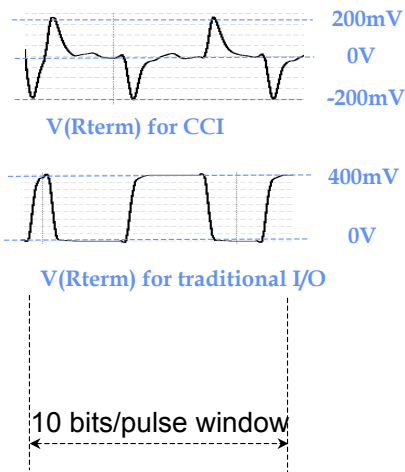 200mV
0V
-200mV
V(Rterm) for CCI
400mV
0V
V(Rterm) for traditional I/O
10 bits/pulse window